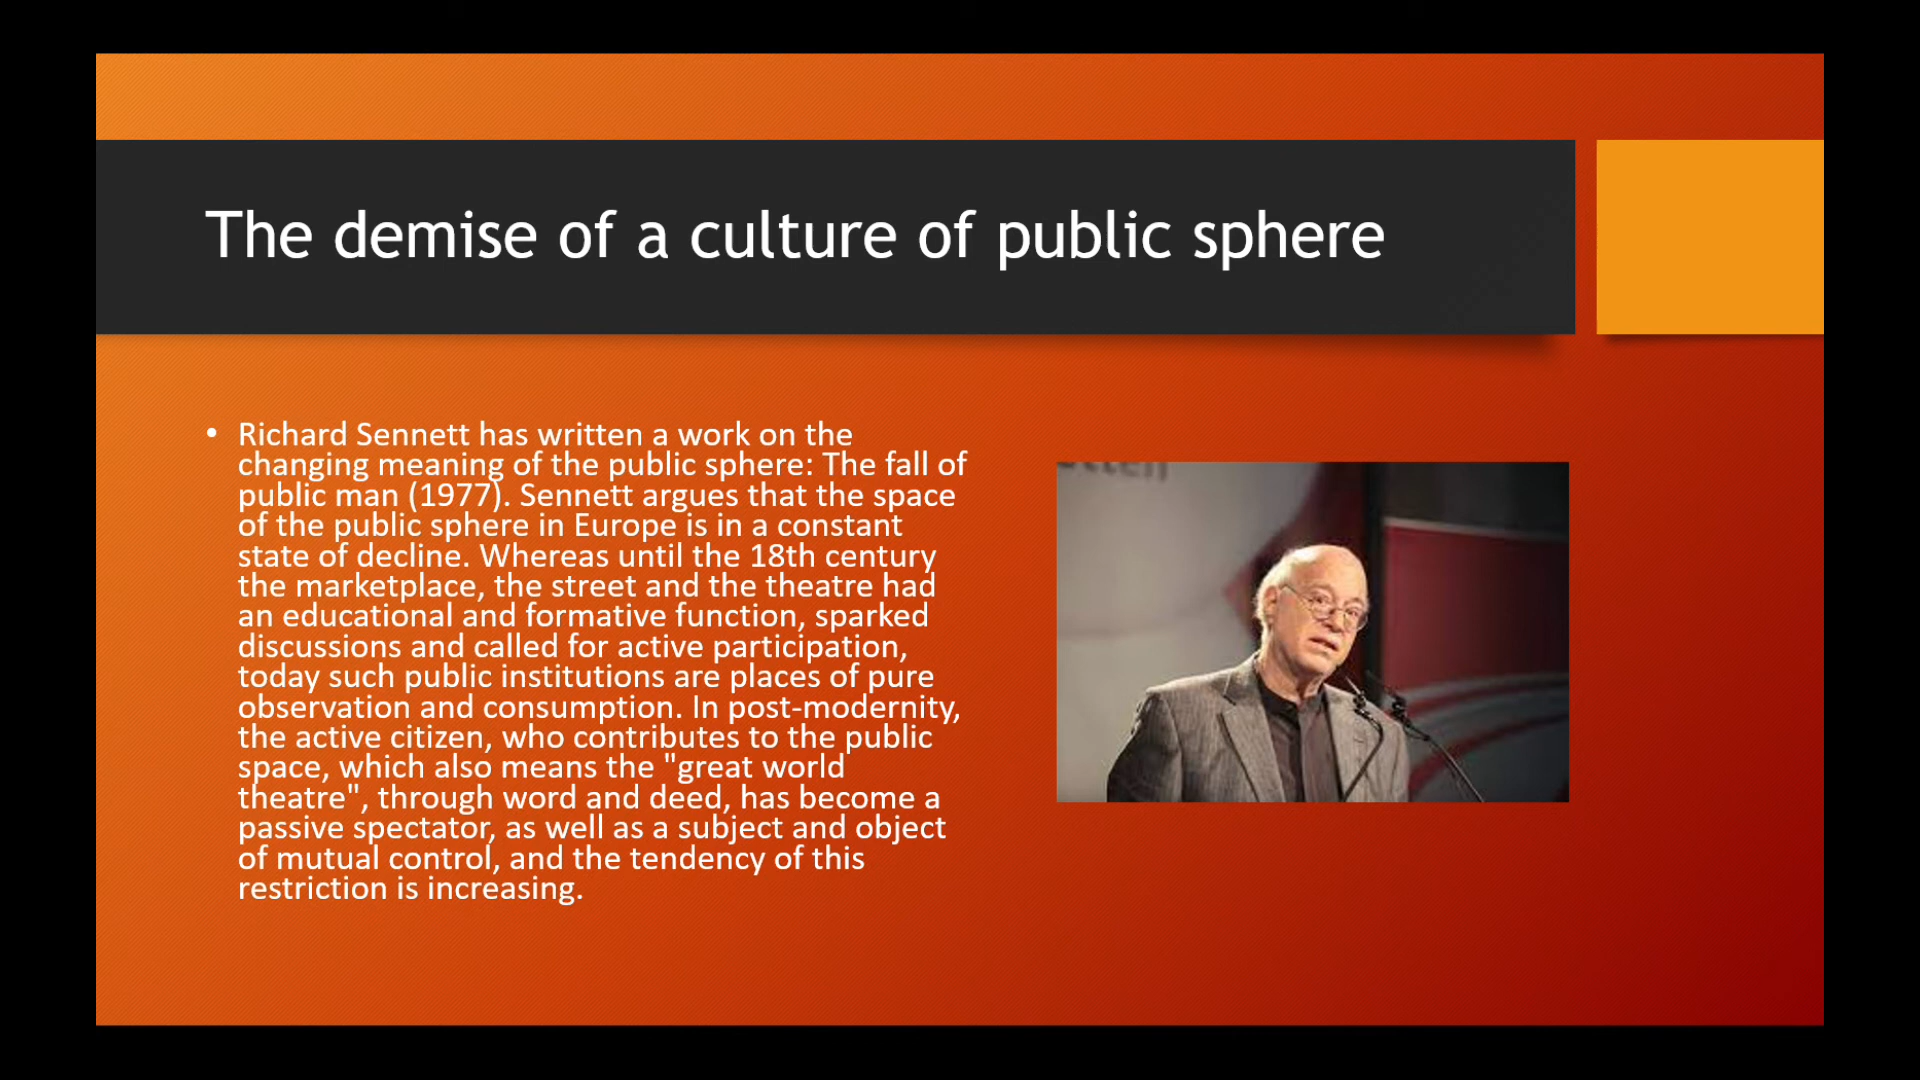 The demise of a culture of public sphere
• Richard Sennett has written a work on the
changing meaning of the public sphere: The fall of
public man (1977). Sennett argues that the space
of the public sphere in Europe is in a constant
state of decline. Whereas until the 18th century
the marketplace, the street and the theatre had
an educational and formative function, sparked
discussions and called for active participation,
today such public institutions are places of pure
observation and consumption. In post-modernity,
the active citizen, who contributes to the public
space, which also means the "great world
theatre", through word and deed, has become a
passive spectator, as well as a subject and object
of mutual control, and the tendency of this
restriction is increasing.